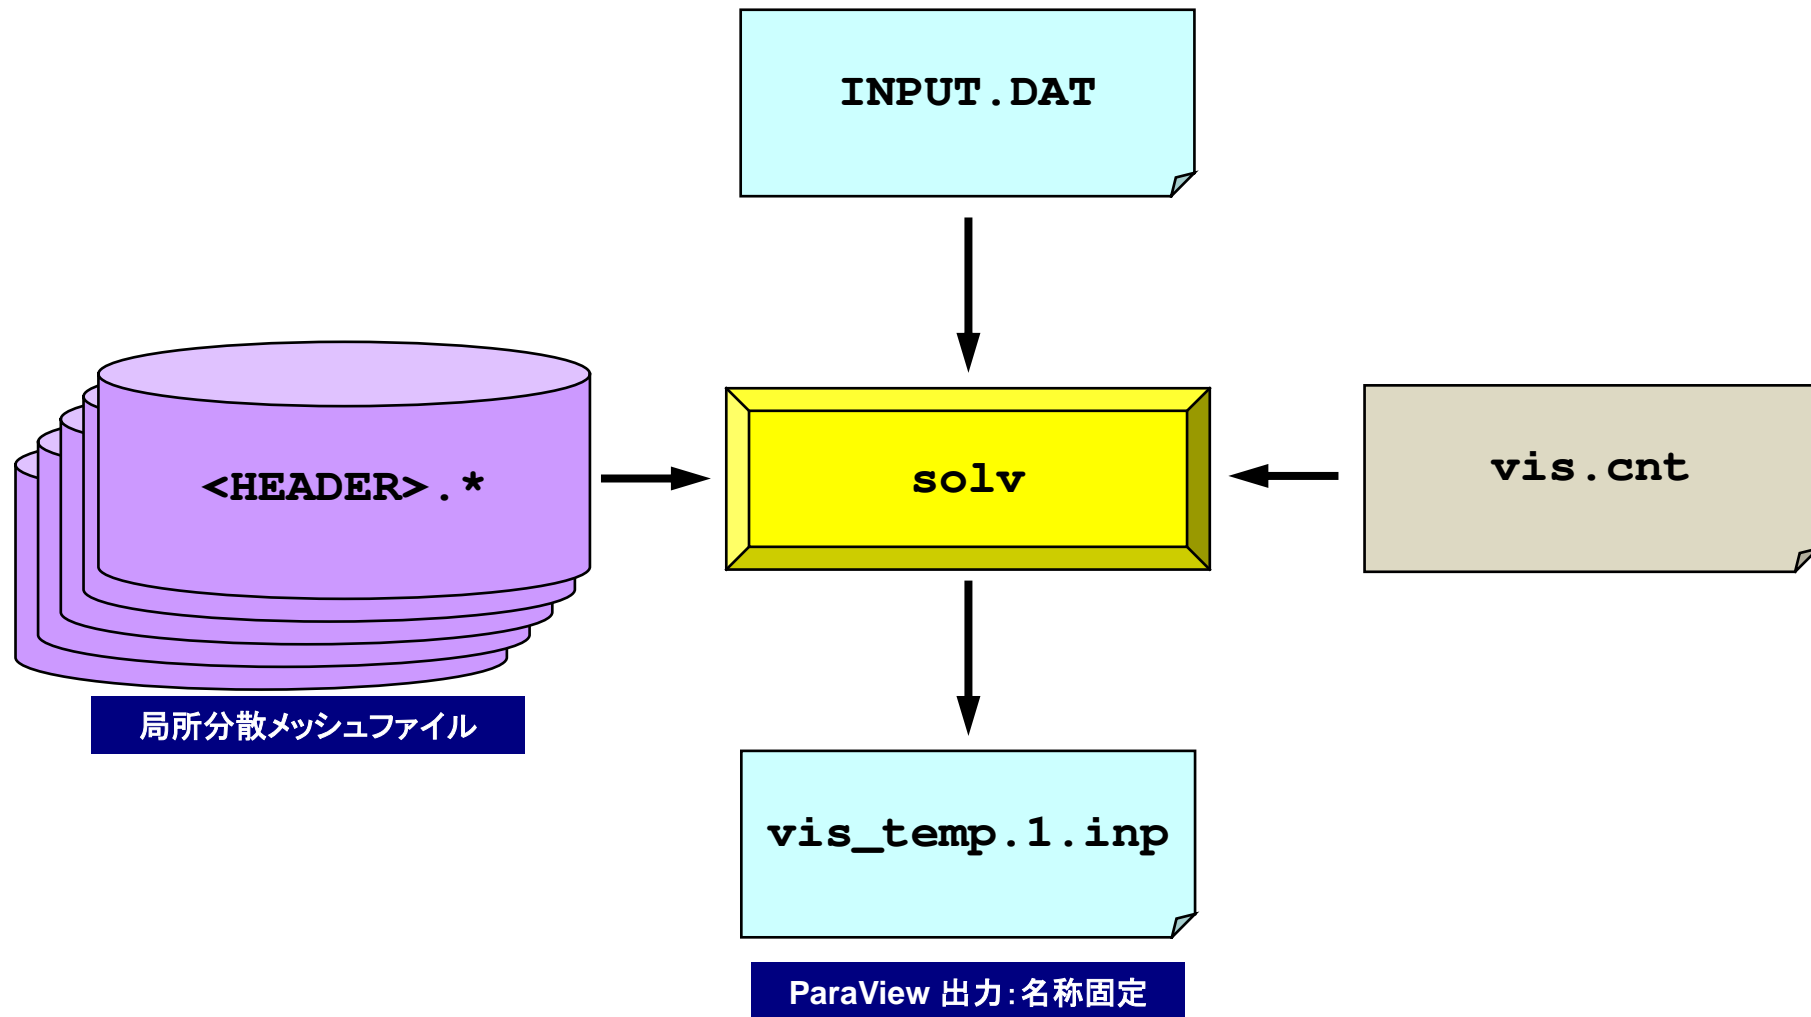 INPUT.DAT
<HEADER>.*
solv
vis.cnt
局所分散メッシュファイル
vis_temp.1.inp
ParaView 出力:名称固定